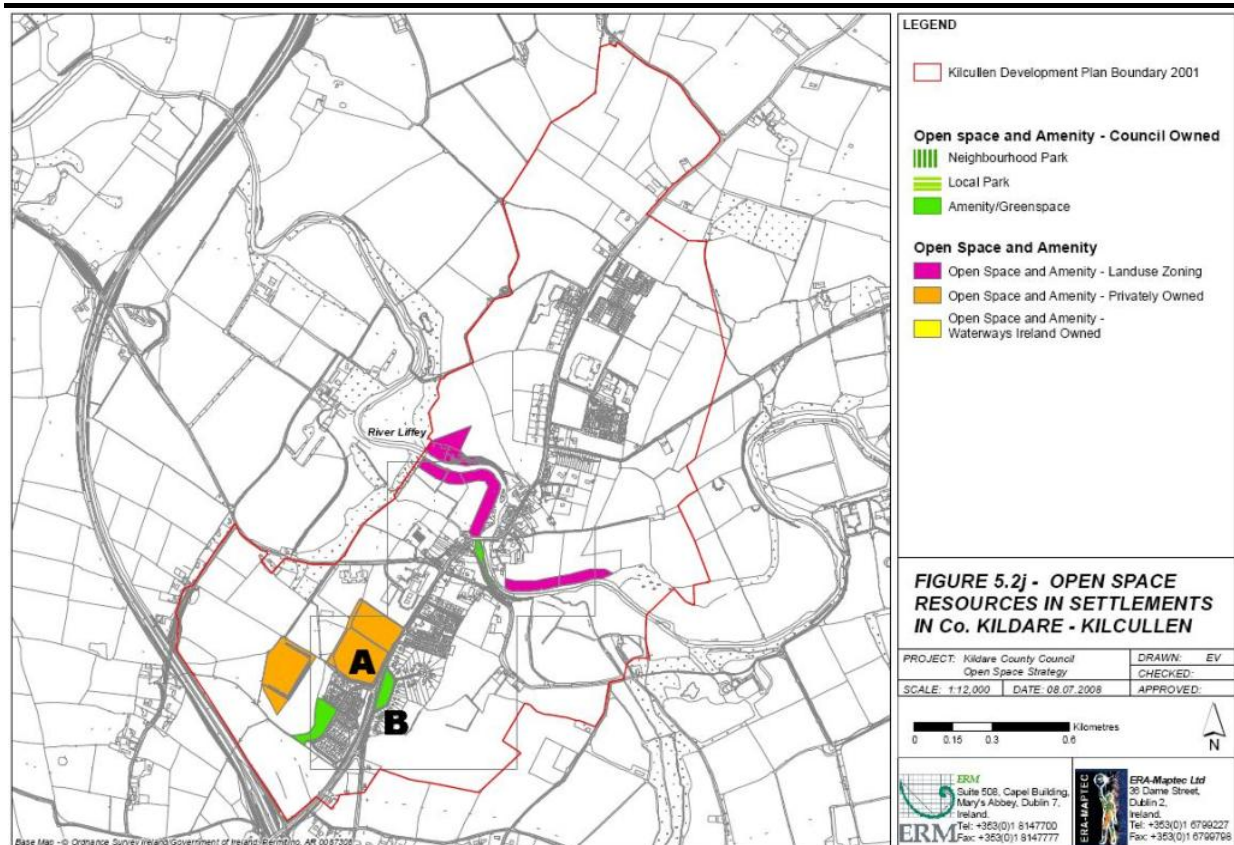 River Liffey
A
B
Base Map - © Ordnance Survey Ireland/Government of Ireland
LEGEND
Kilcullen Development Plan Boundary 2001
Open space and Amenity - Council Owned
Neighbourhood Park
Local Park
Amenity/Greenspace
Open Space and Amenity
Open Space and Amenity - Landuse Zoning
Open Space and Amenity - Privately Owned
Open Space and Amenity -
Waterways Ireland Owned
FIGURE 5.2j - OPEN SPACE
RESOURCES IN SETTLEMENTS
IN Co. KILDARE - KILCULLEN
PROJECT: Kildare County Council
Open Space Strategy
DRAWN: EV
CHECKED:
SCALE: 1:12,000 DATE: 08.07.2008 APPROVED:
Kilometres
0 0.15 0.3 0.6
N
ERM
ERM
Suite 508, Capel Building,
Mary's Abbey, Dublin 7,
Ireland.
Tel: +353(0)1 8147700
Fax: +353(0)1 8147777
ERA-MAPTEC
ERA-Maptec Ltd
36 Dame Street,
Dublin 2,
Ireland.
Tel: +353(0)1 6799227
Fax: +353(0)1 6799798